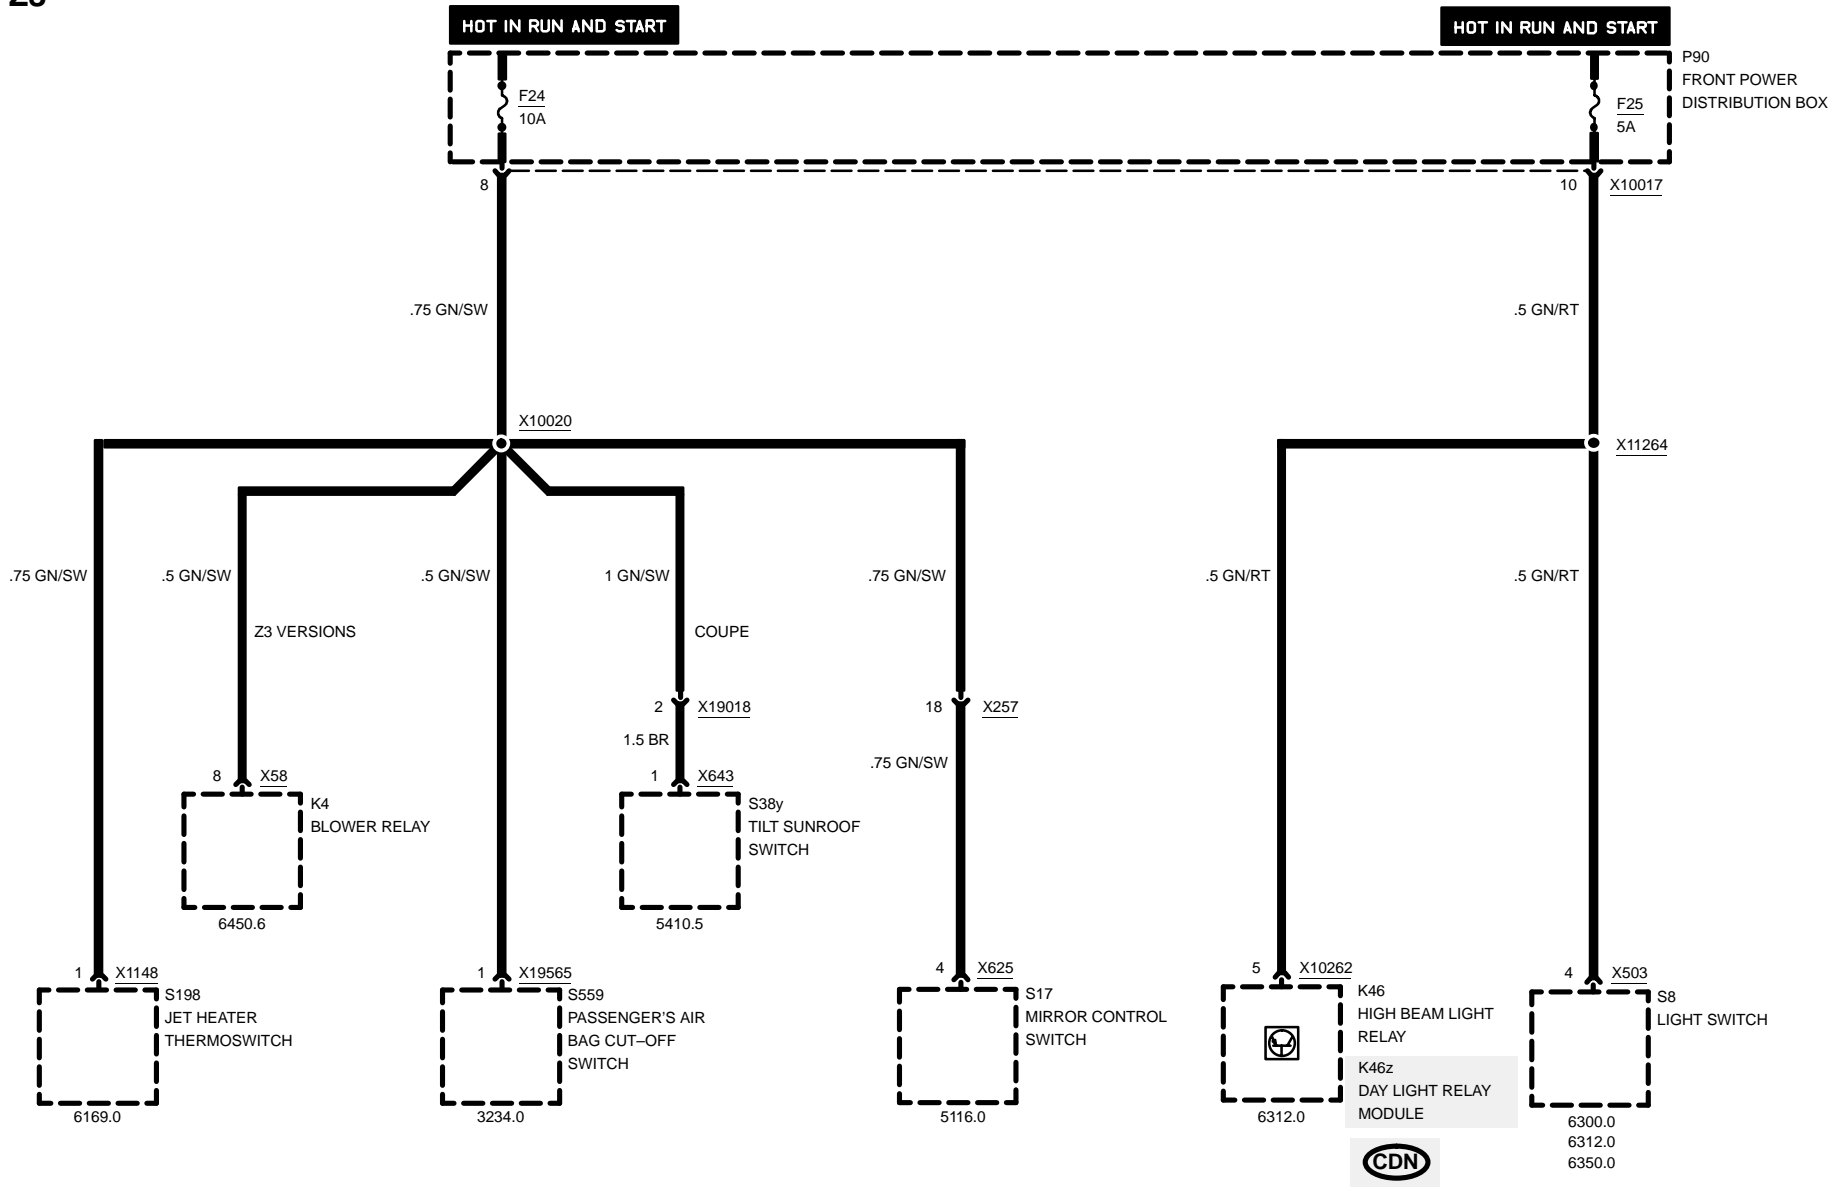 Z3
HOT IN RUN AND START
HOT IN RUN AND START
P90
FRONT POWER
DISTRIBUTION BOX
F24
10A
F25
5A
8
10
X10017
.75 GN/SW
.5 GN/RT
X10020
X11264
.75 GN/SW
.5 GN/SW
.5 GN/SW
1 GN/SW
.75 GN/SW
.5 GN/RT
.5 GN/RT
Z3 VERSIONS
COUPE
2
X19018
18
X257
1.5 BR
.75 GN/SW
8
X58
1
X643
K4
BLOWER RELAY
S38y
TILT SUNROOF
SWITCH
6450.6
5410.5
1
X1148
1
X19565
4
X625
5
X10262
4
X503
S198
JET HEATER
THERMOSWITCH
S559
PASSENGER'S AIR
BAG CUT–OFF
SWITCH
S17
MIRROR CONTROL
SWITCH
K46
HIGH BEAM LIGHT
RELAY
K46z
DAY LIGHT RELAY
MODULE
S8
LIGHT SWITCH
6169.0
3234.0
5116.0
6312.0
6300.0
6312.0
6350.0
CDN